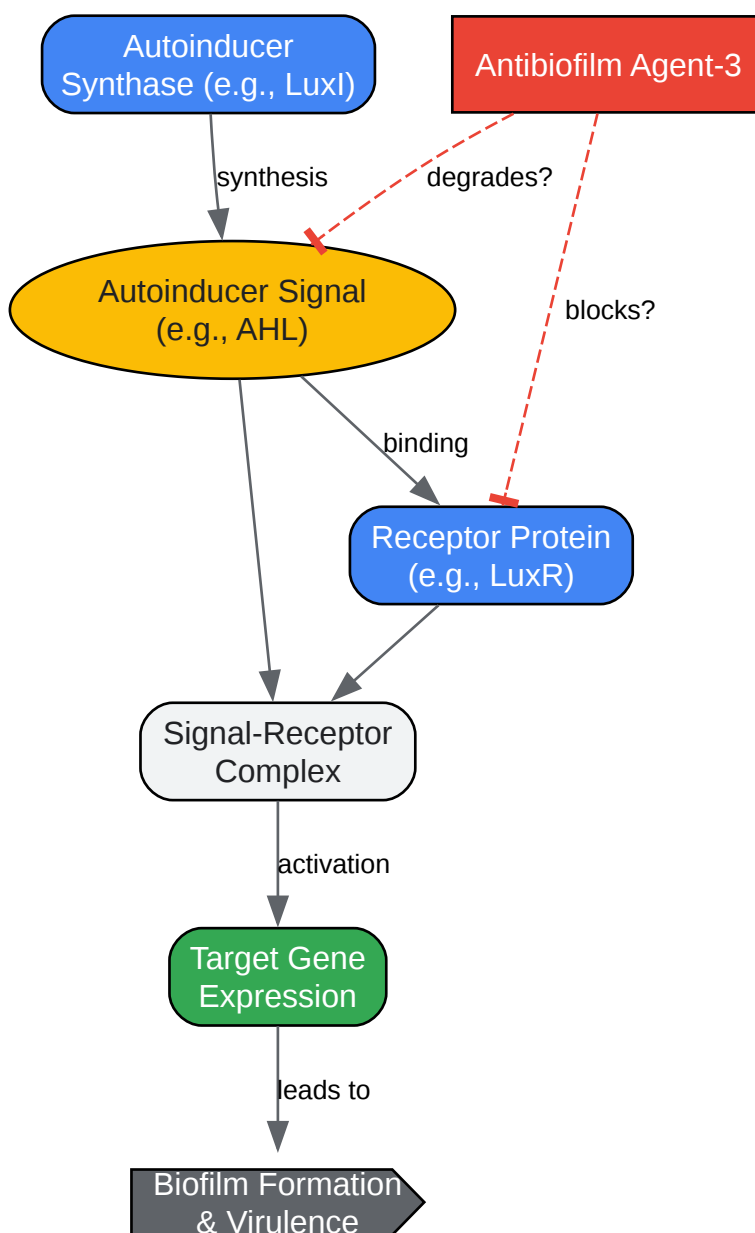 Autoinducer
Synthase (e.g., LuxI)
Antibiofilm Agent-3
synthesis
degrades?
Autoinducer Signal
(e.g., AHL)
blocks?
binding
Receptor Protein
(e.g., LuxR)
Signal-Receptor
Complex
activation
Target Gene
Expression
leads to
Biofilm Formation
& Virulence